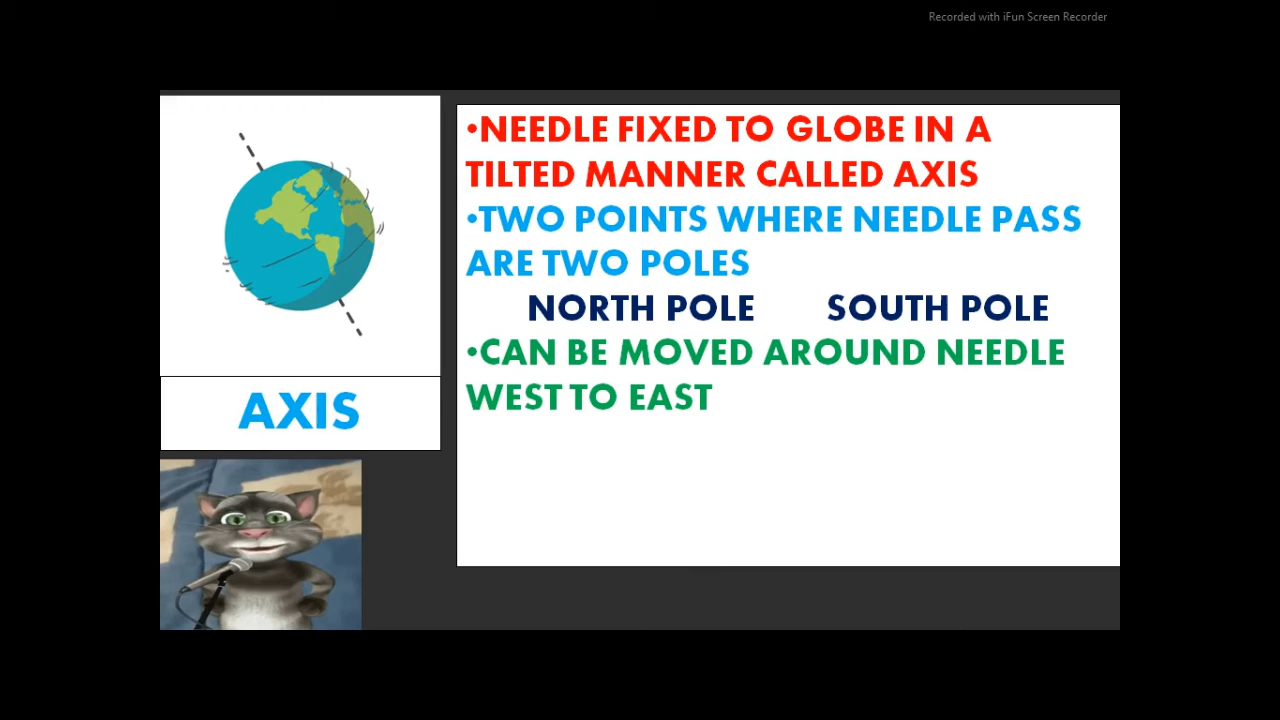 Recorded with iFun Screen Recorder
•NEEDLE FIXED TO GLOBE IN A
TILTED MANNER CALLED AXIS
•TWO POINTS WHERE NEEDLE PASS
ARE TWO POLES
NORTH POLE SOUTH POLE
•CAN BE MOVED AROUND NEEDLE
WEST TO EAST
AXIS